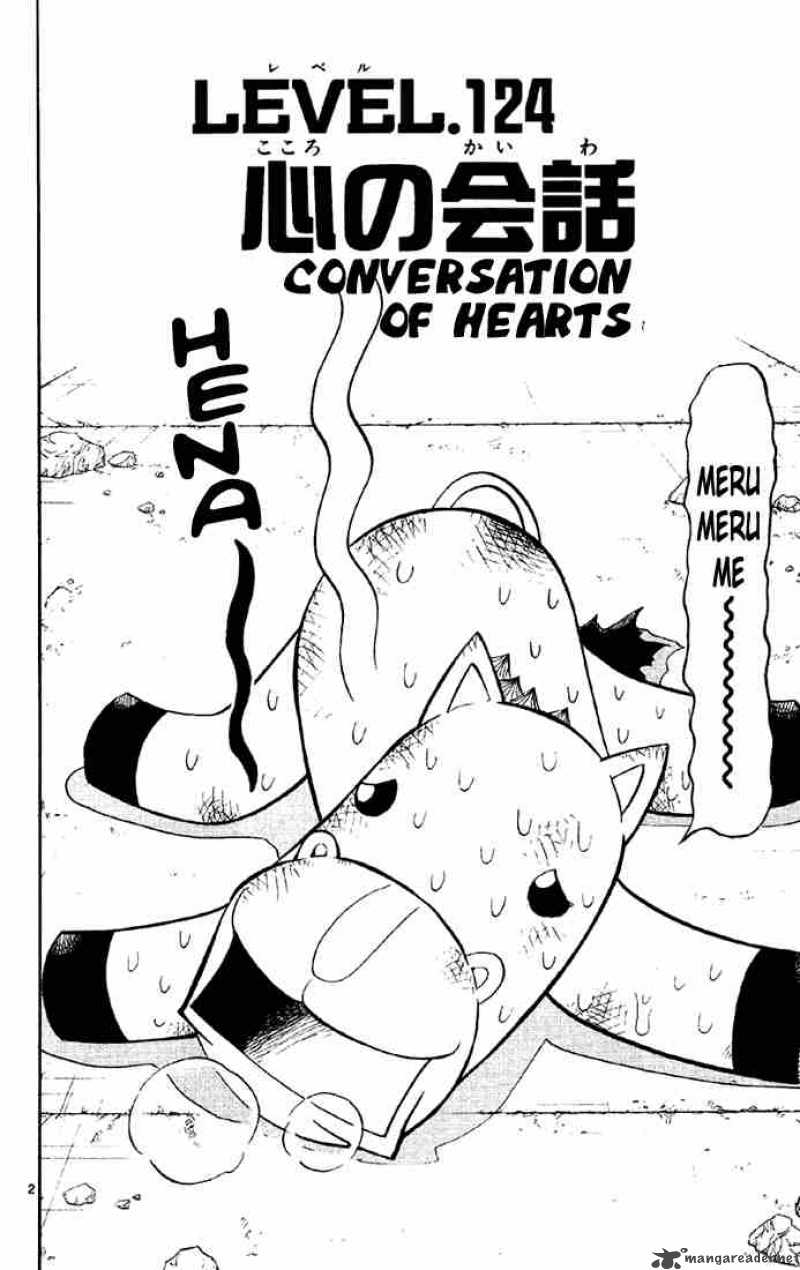 レベル
LEVEL.124
こころ かいわ
心の会話
CONVERSATION
OF HEARTS
HENA
MERU
MERU
ME
2
mangareader.net